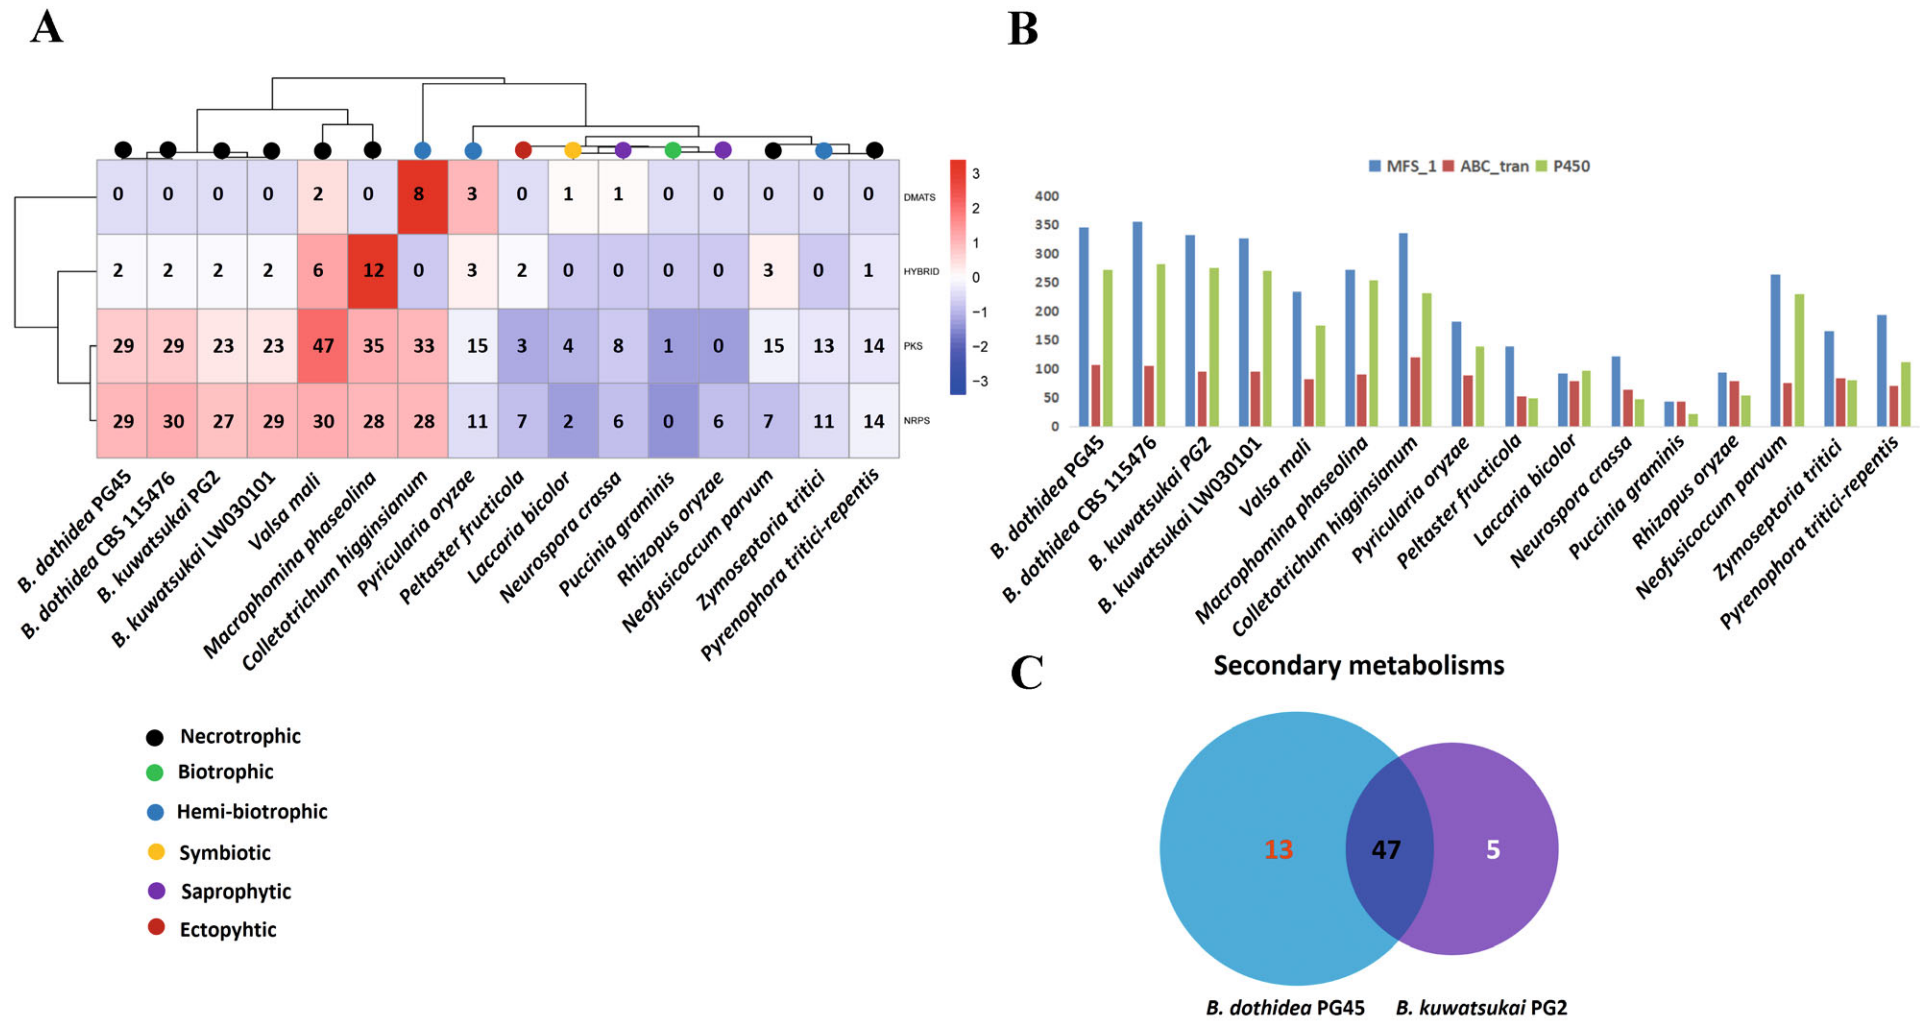 A
0 0 0 0 2 0 8 3 0 1 1 0 0 0 0 0 DMATS
2 2 2 2 6 12 0 3 2 0 0 0 0 3 0 1 HYBRID
29 29 23 23 47 35 33 15 3 4 8 1 0 15 13 14 PKS
29 30 27 29 30 28 28 11 7 2 6 0 6 7 11 14 NRPS
3
2
1
0
−1
−2
−3
B. dothidea PG45
B. dothidea CBS 115476
B. kuwatsukai PG2
B. kuwatsukai LW030101
Valsa mali
Macrophomina phaseolina
Colletotrichum higginsianum
Pyricularia oryzae
Peltaster fructicola
Laccaria bicolor
Neurospora crassa
Puccinia graminis
Rhizopus oryzae
Neofusicoccum parvum
Zymoseptoria tritici
Pyrenophora tritici-repentis
Necrotrophic
Biotrophic
Hemi-biotrophic
Symbiotic
Saprophytic
Ectopyhtic
B
MFS_1 ABC_tran P450
400
350
300
250
200
150
100
50
0
B. dothidea PG45
B. dothidea CBS 115476
B. kuwatsukai PG2
B. kuwatsukai LW030101
Valsa mali
Macrophomina phaseolina
Colletotrichum higginsianum
Pyricularia oryzae
Peltaster fructicola
Laccaria bicolor
Neurospora crassa
Puccinia graminis
Rhizopus oryzae
Neofusicoccum parvum
Zymoseptoria tritici
Pyrenophora tritici-repentis
C
Secondary metabolisms
13 47 5
B. dothidea PG45 B. kuwatsukai PG2